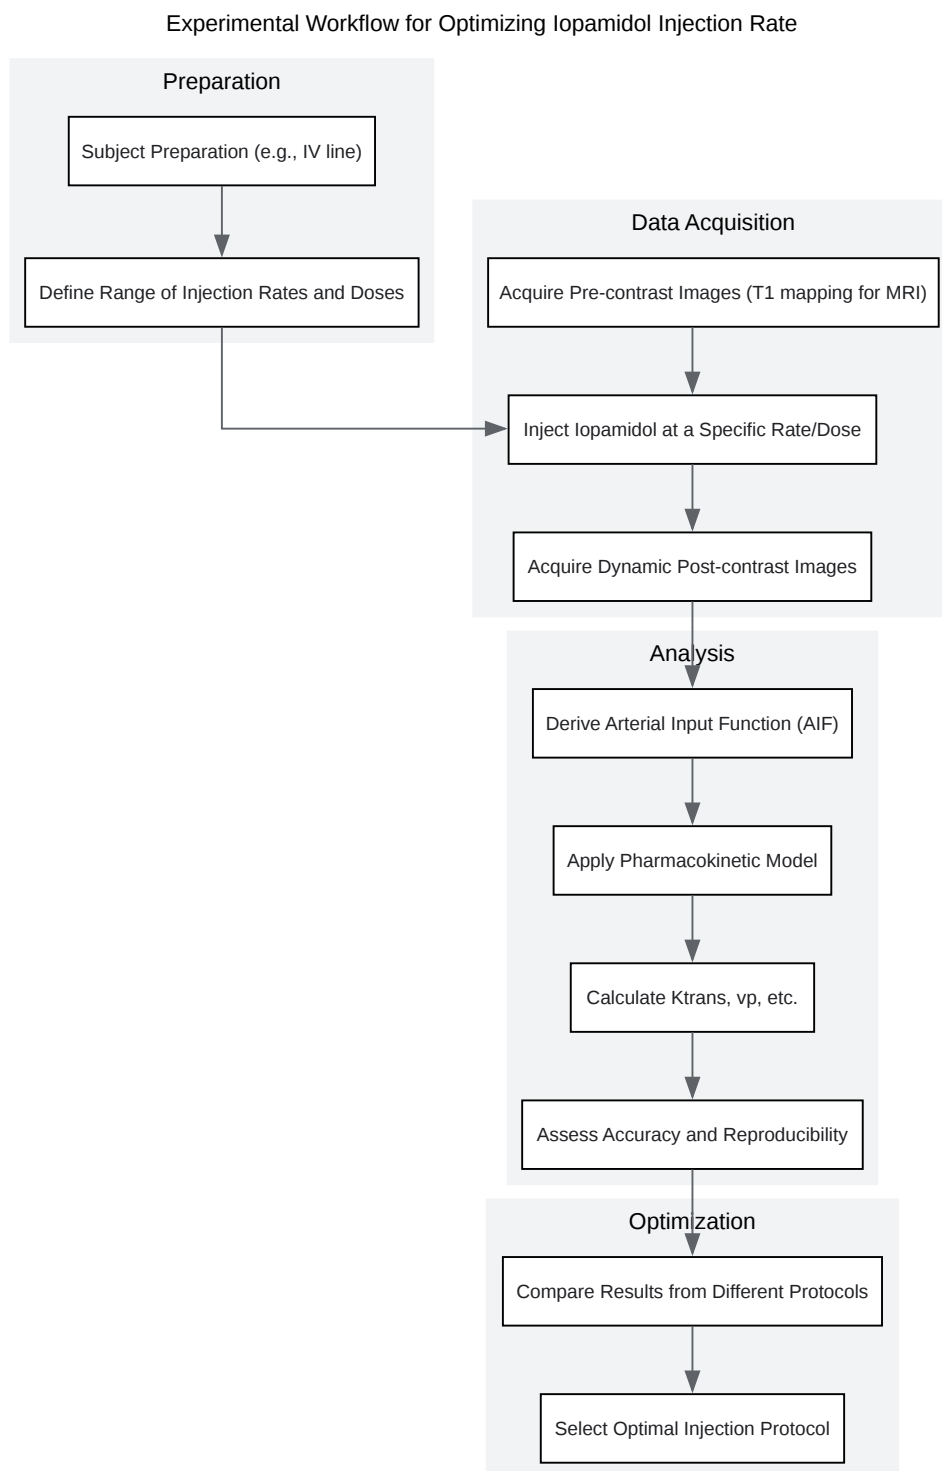 Experimental Workflow for Optimizing Iopamidol Injection Rate
Preparation
Subject Preparation (e.g., IV line)
Define Range of Injection Rates and Doses
Data Acquisition
Acquire Pre-contrast Images (T1 mapping for MRI)
Inject Iopamidol at a Specific Rate/Dose
Acquire Dynamic Post-contrast Images
Analysis
Derive Arterial Input Function (AIF)
Apply Pharmacokinetic Model
Calculate Ktrans, vp, etc.
Assess Accuracy and Reproducibility
Optimization
Compare Results from Different Protocols
Select Optimal Injection Protocol